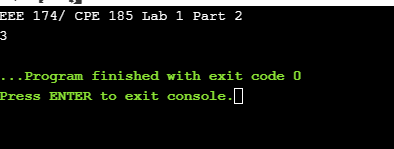 EEE 174/ CPE 185 Lab 1 Part 2
3
...Program finished with exit code 0
Press ENTER to exit console.